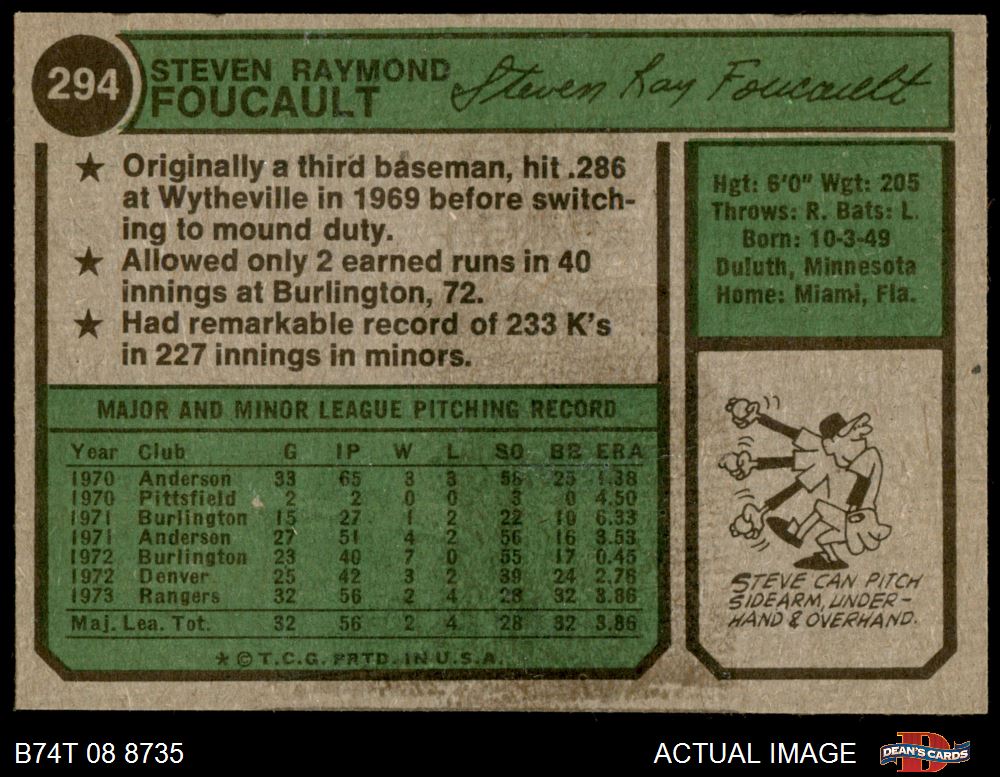 294
STEVEN RAYMOND
FOUCAULT
Steven Ray Foucault
★ Originally a third baseman, hit .286
at Wytheville in 1969 before switch-
ing to mound duty.
★ Allowed only 2 earned runs in 40
innings at Burlington, 72.
★ Had remarkable record of 233 K's
in 227 innings in minors.
Hgt: 6'0" Wgt: 205
Throws: R. Bats: L.
Born: 10-3-49
Duluth, Minnesota
Home: Miami, Fla.
MAJOR AND MINOR LEAGUE PITCHING RECORD
Year Club G IP W L SO BB ERA
1970 Anderson 33 65 3 3 58 25 1.38
1970 Pittsfield 2 2 0 0 3 0 4.50
1971 Burlington 15 27 1 2 22 19 6.33
1971 Anderson 27 51 4 2 56 16 3.53
1972 Burlington 23 40 7 0 55 17 0.45
1972 Denver 25 42 3 2 39 24 2.76
1973 Rangers 32 56 2 4 28 32 3.86
Maj. Lea. Tot. 32 56 2 4 28 32 3.86
★ © T.C.G. PRTD. IN U.S.A.
STEVE CAN PITCH
SIDEARM, UNDER-
HAND & OVERHAND.
B74T 08 8735
ACTUAL IMAGE
DEAN'S CARDS